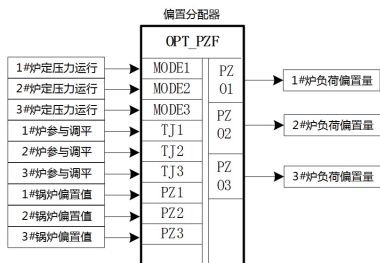 偏置分配器
OPT_PZF
1#炉定压力运行
2#炉定压力运行
3#炉定压力运行
1#炉参与调平
2#炉参与调平
3#炉参与调平
1#锅炉偏置值
2#锅炉偏置值
3#锅炉偏置值
MODE1
MODE2
MODE3
TJ1
TJ2
TJ3
PZ1
PZ2
PZ3
PZ
01
PZ
02
PZ
03
1#炉负荷偏置量
2#炉负荷偏置量
3#炉负荷偏置量